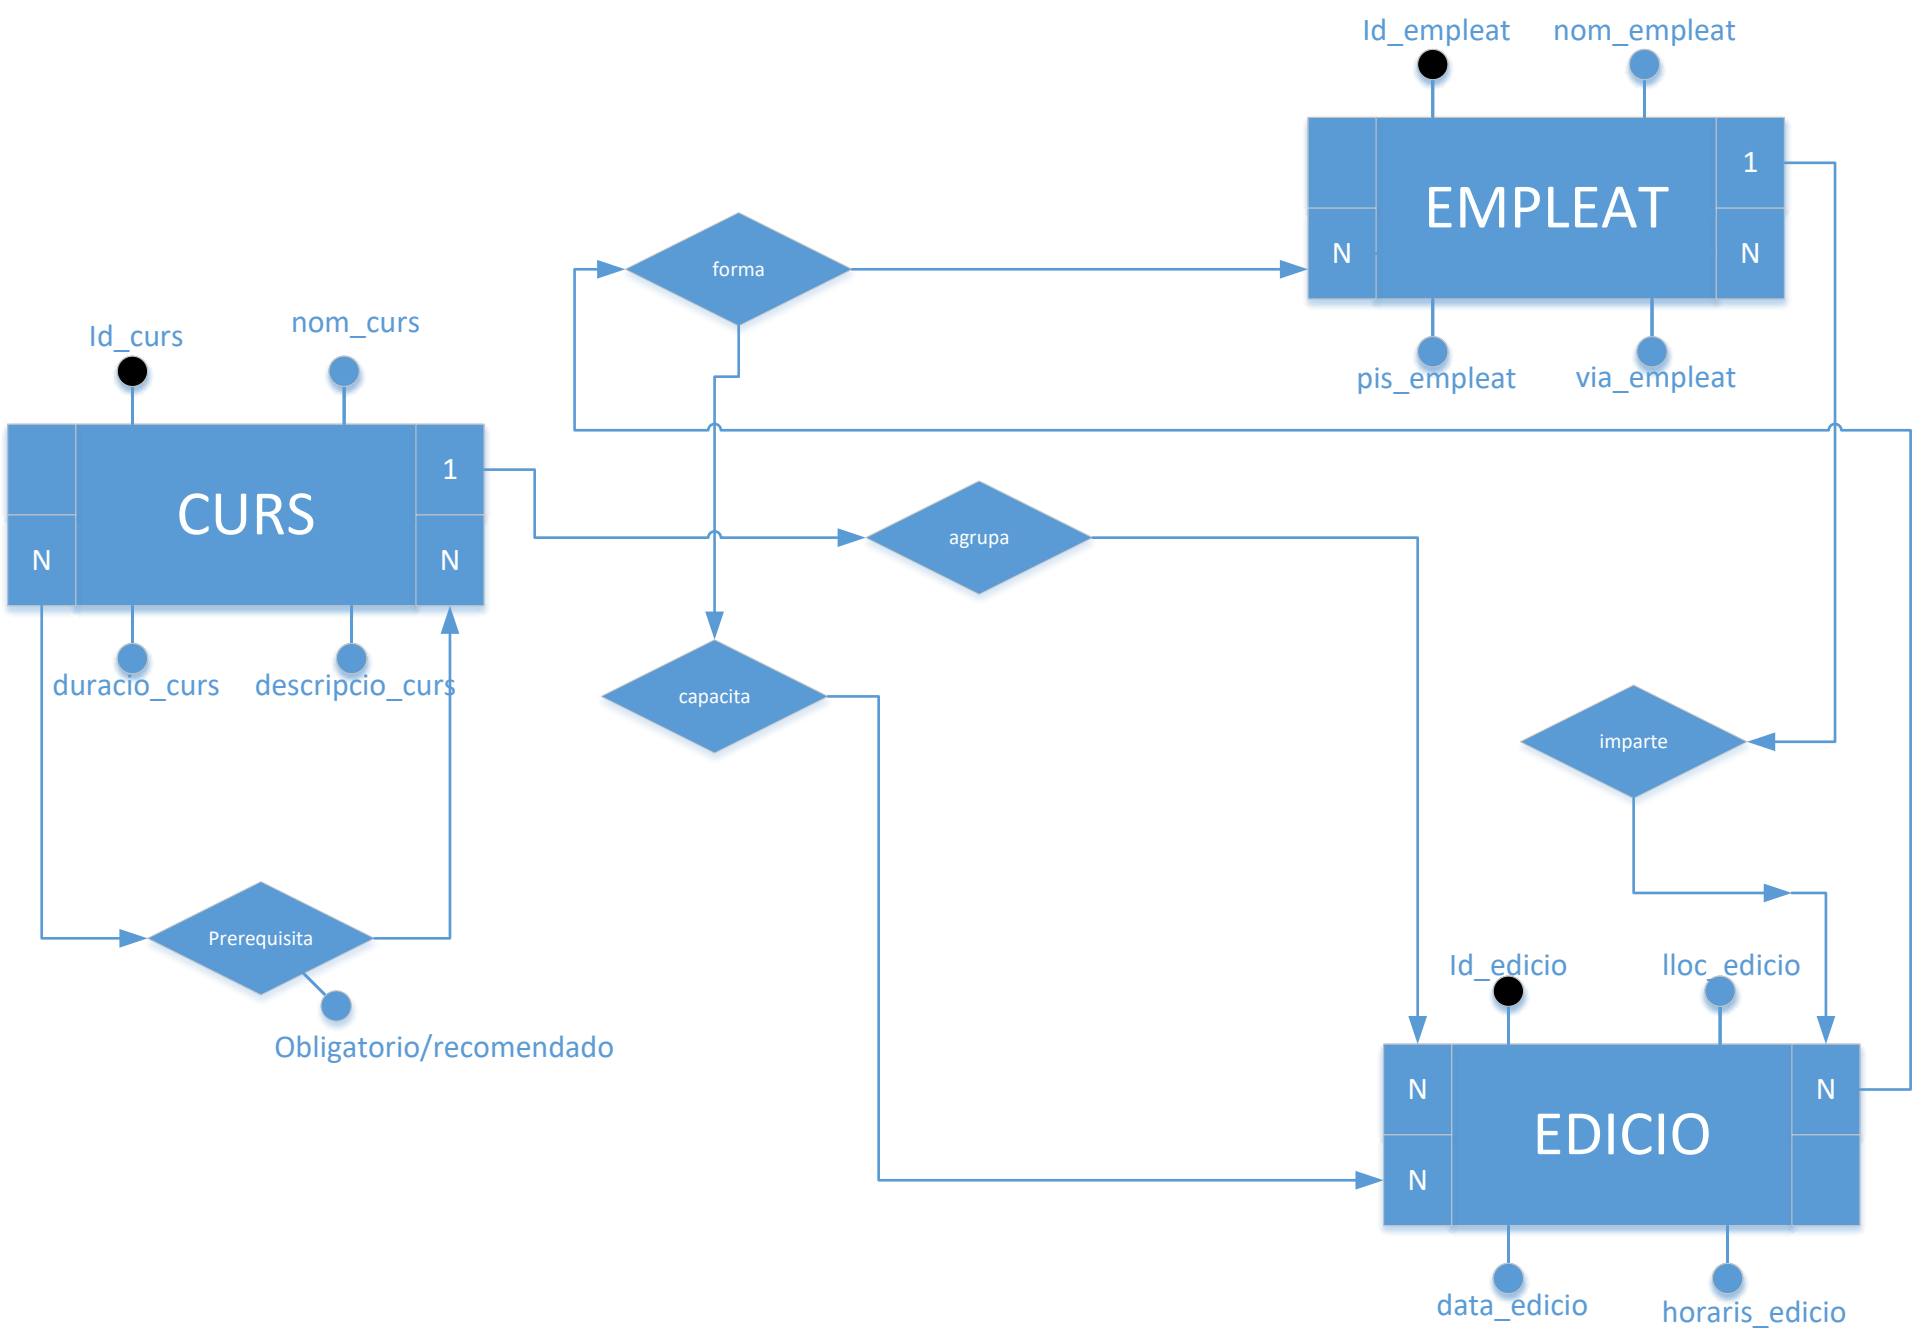 Id_empleat
nom_empleat
1
EMPLEAT
N
N
forma
pis_empleat
via_empleat
Id_curs
nom_curs
1
CURS
N
N
agrupa
duracio_curs
descripcio_curs
capacita
imparte
Prerequisita
Obligatorio/recomendado
Id_edicio
lloc_edicio
N
N
EDICIO
N
data_edicio
horaris_edicio